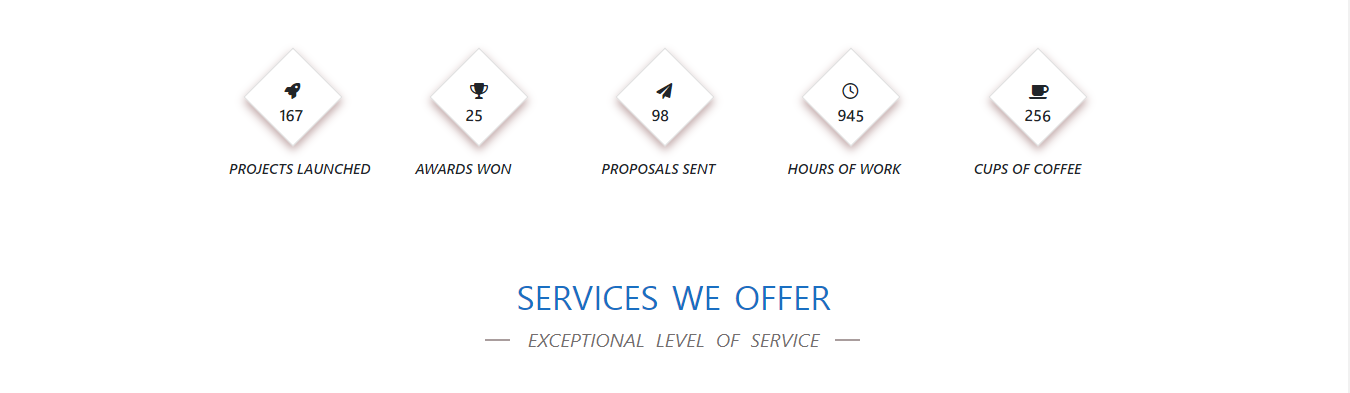 167 25 98 945 256
PROJECTS LAUNCHED AWARDS WON PROPOSALS SENT HOURS OF WORK CUPS OF COFFEE
SERVICES WE OFFER
EXCEPTIONAL LEVEL OF SERVICE